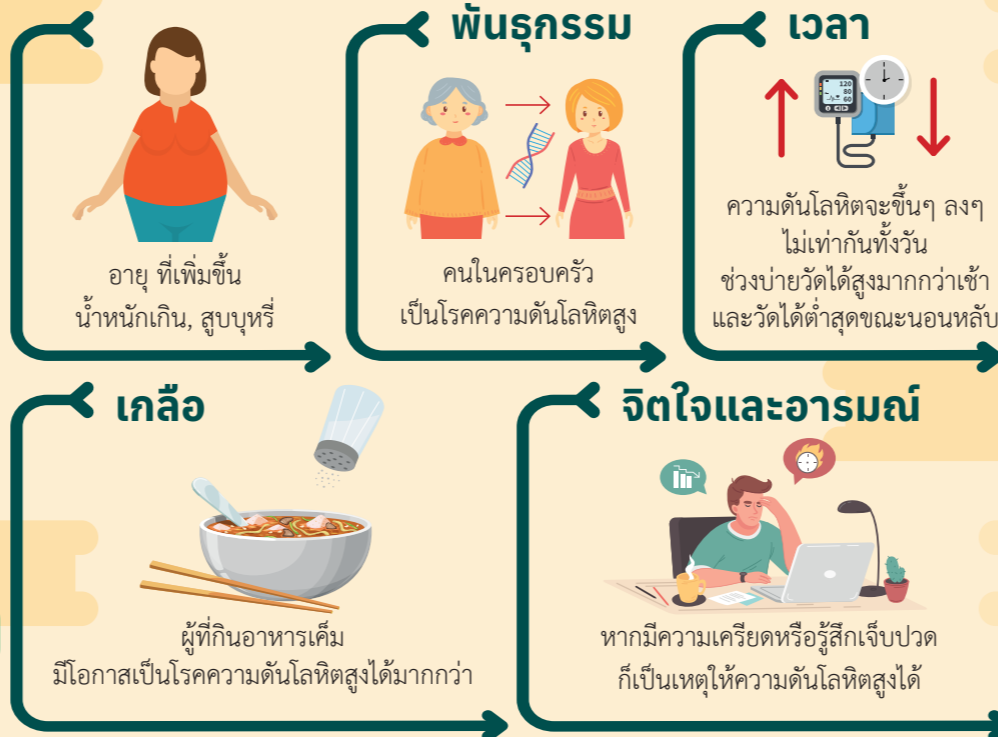 อายุ ที่เพิ่มขึ้น
น้ำหนักเกิน, สูบบุหรี่
พันธุกรรม
คนในครอบครัว
เป็นโรคความดันโลหิตสูง
เวลา
120
80
60
ความดันโลหิตจะขึ้นๆ ลงๆ
ไม่เท่ากันทั้งวัน
ช่วงบ่ายวัดได้สูงมากกว่าเช้า
และวัดได้ต่ำสุดขณะนอนหลับ
เกลือ
ผู้ที่กินอาหารเค็ม
มีโอกาสเป็นโรคความดันโลหิตสูงได้มากกว่า
จิตใจและอารมณ์
หากมีความเครียดหรือรู้สึกเจ็บปวด
ก็เป็นเหตุให้ความดันโลหิตสูงได้